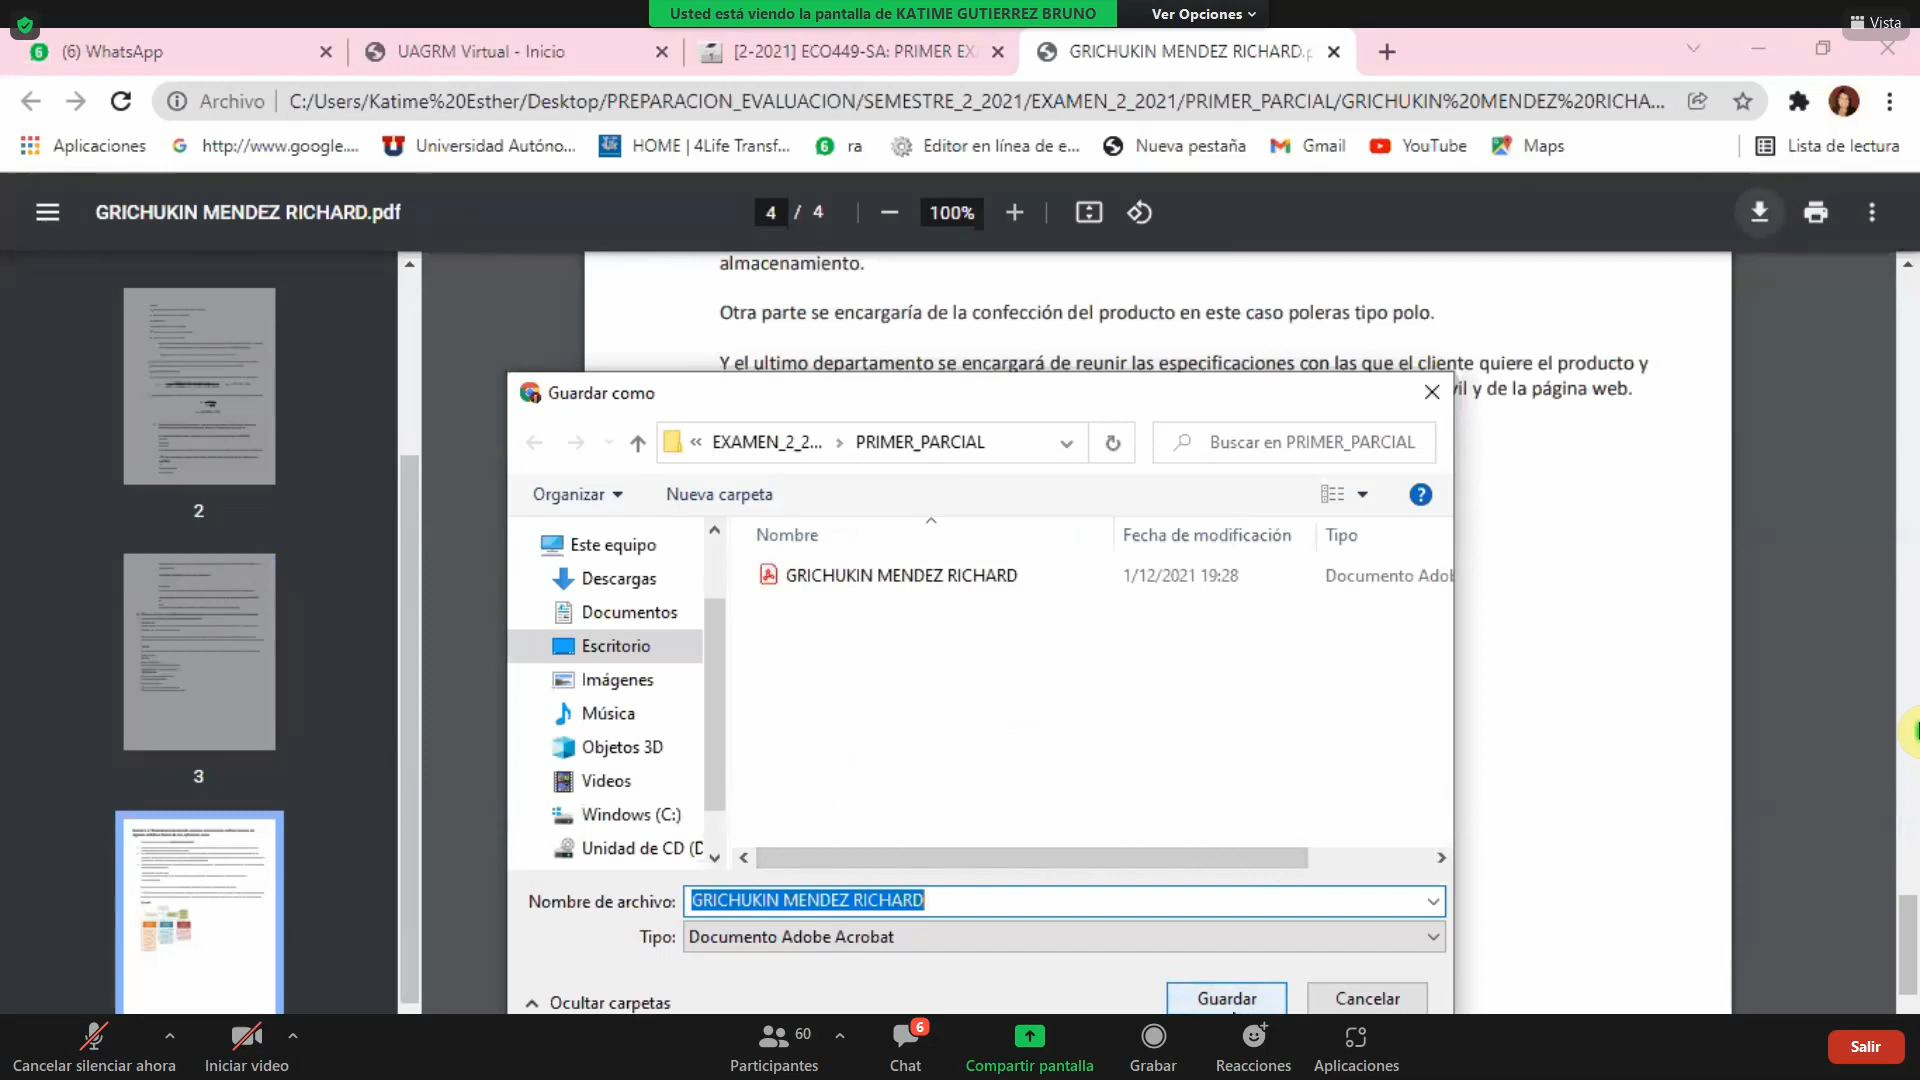 Usted está viendo la pantalla de KATIME GUTIERREZ BRUNO
Ver Opciones
Vista
(6) WhatsApp
UAGRM Virtual - Inicio
[2-2021] ECO449-SA: PRIMER EX
GRICHUKIN MENDEZ RICHARD.p
Archivo
C:/Users/Katime%20Esther/Desktop/PREPARACION_EVALUACION/SEMESTRE_2_2021/EXAMEN_2_2021/PRIMER_PARCIAL/GRICHUKIN%20MENDEZ%20RICHA...
Aplicaciones
http://www.google....
Universidad Autóno...
HOME | 4Life Transf...
6
ra
Editor en línea de e...
Nueva pestaña
Gmail
YouTube
Maps
Lista de lectura
GRICHUKIN MENDEZ RICHARD.pdf
4 / 4
100%
2
3
almacenamiento.
Otra parte se encargaría de la confección del producto en este caso poleras tipo polo.
Y el ultimo departamento se encargará de reunir las especificaciones con las que el cliente quiere el producto y
vil y de la página web.
Guardar como
« EXAMEN_2_2... › PRIMER_PARCIAL
Buscar en PRIMER_PARCIAL
Organizar
Nueva carpeta
?
Este equipo
Descargas
Documentos
Escritorio
Imágenes
Música
Objetos 3D
Videos
Windows (C:)
Unidad de CD (D
Nombre
Fecha de modificación
Tipo
GRICHUKIN MENDEZ RICHARD
1/12/2021 19:28
Documento Adob
Nombre de archivo: GRICHUKIN MENDEZ RICHARD
Tipo: Documento Adobe Acrobat
Ocultar carpetas
Guardar
Cancelar
Cancelar silenciar ahora
Iniciar video
60
Participantes
6
Chat
Compartir pantalla
Grabar
Reacciones
Aplicaciones
Salir